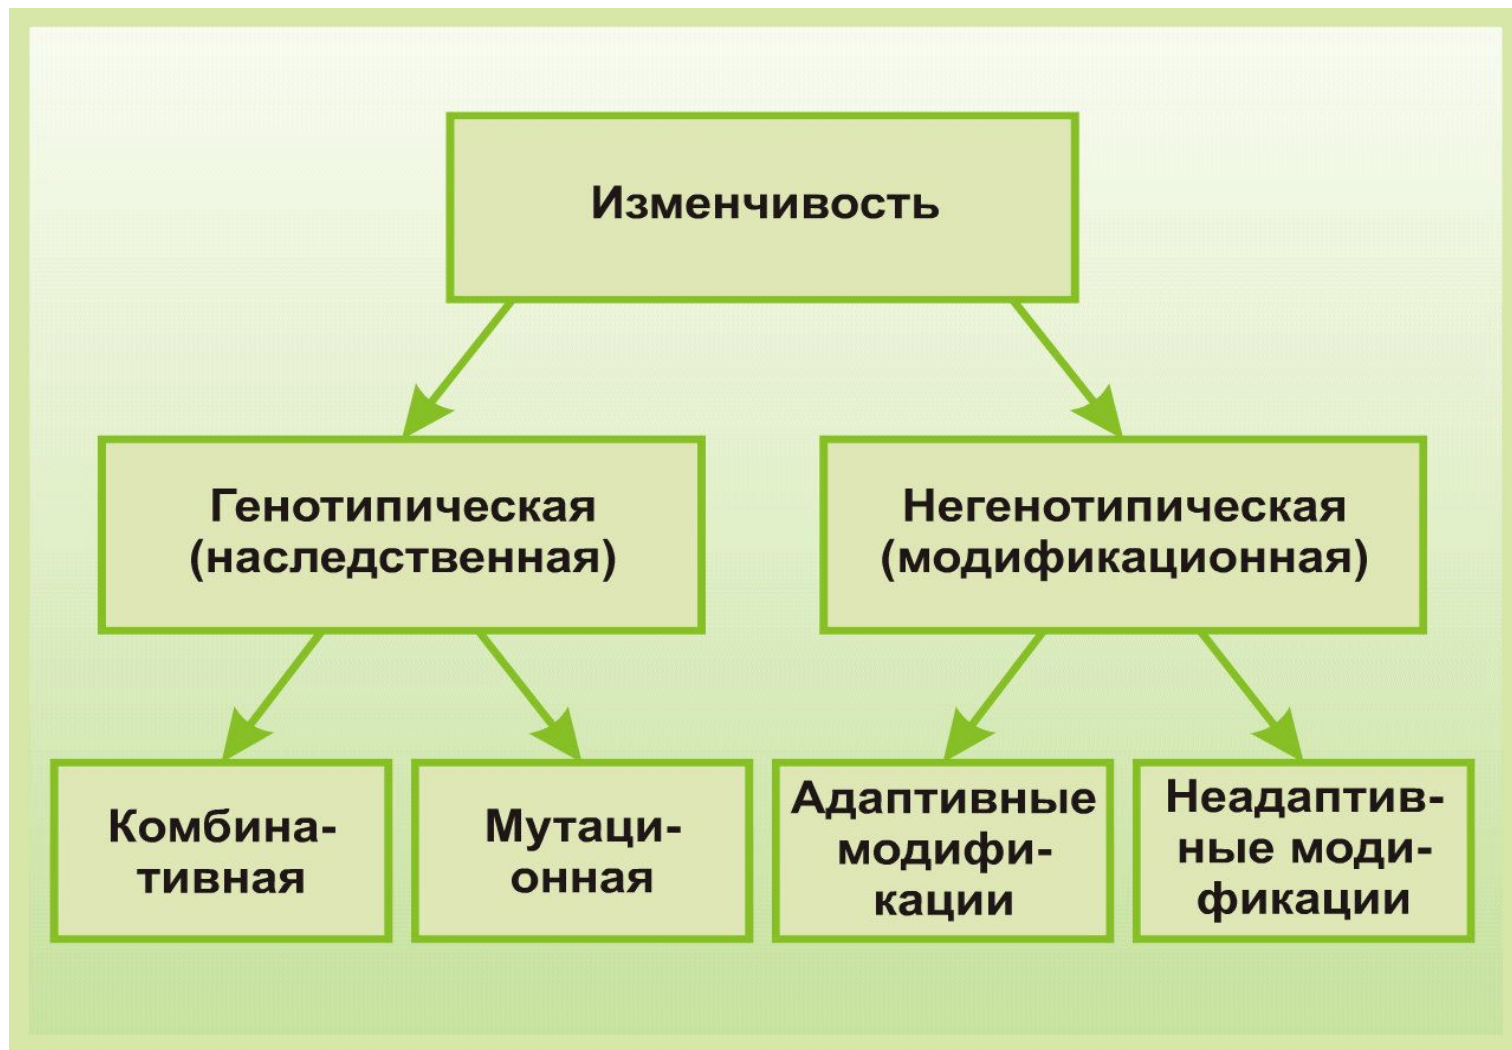 Изменчивость
Генотипическая
(наследственная)
Негенотипическая
(модификационная)
Комбина-
тивная
Мутаци-
онная
Адаптивные
модифи-
кации
Неадаптив-
ные моди-
фикации